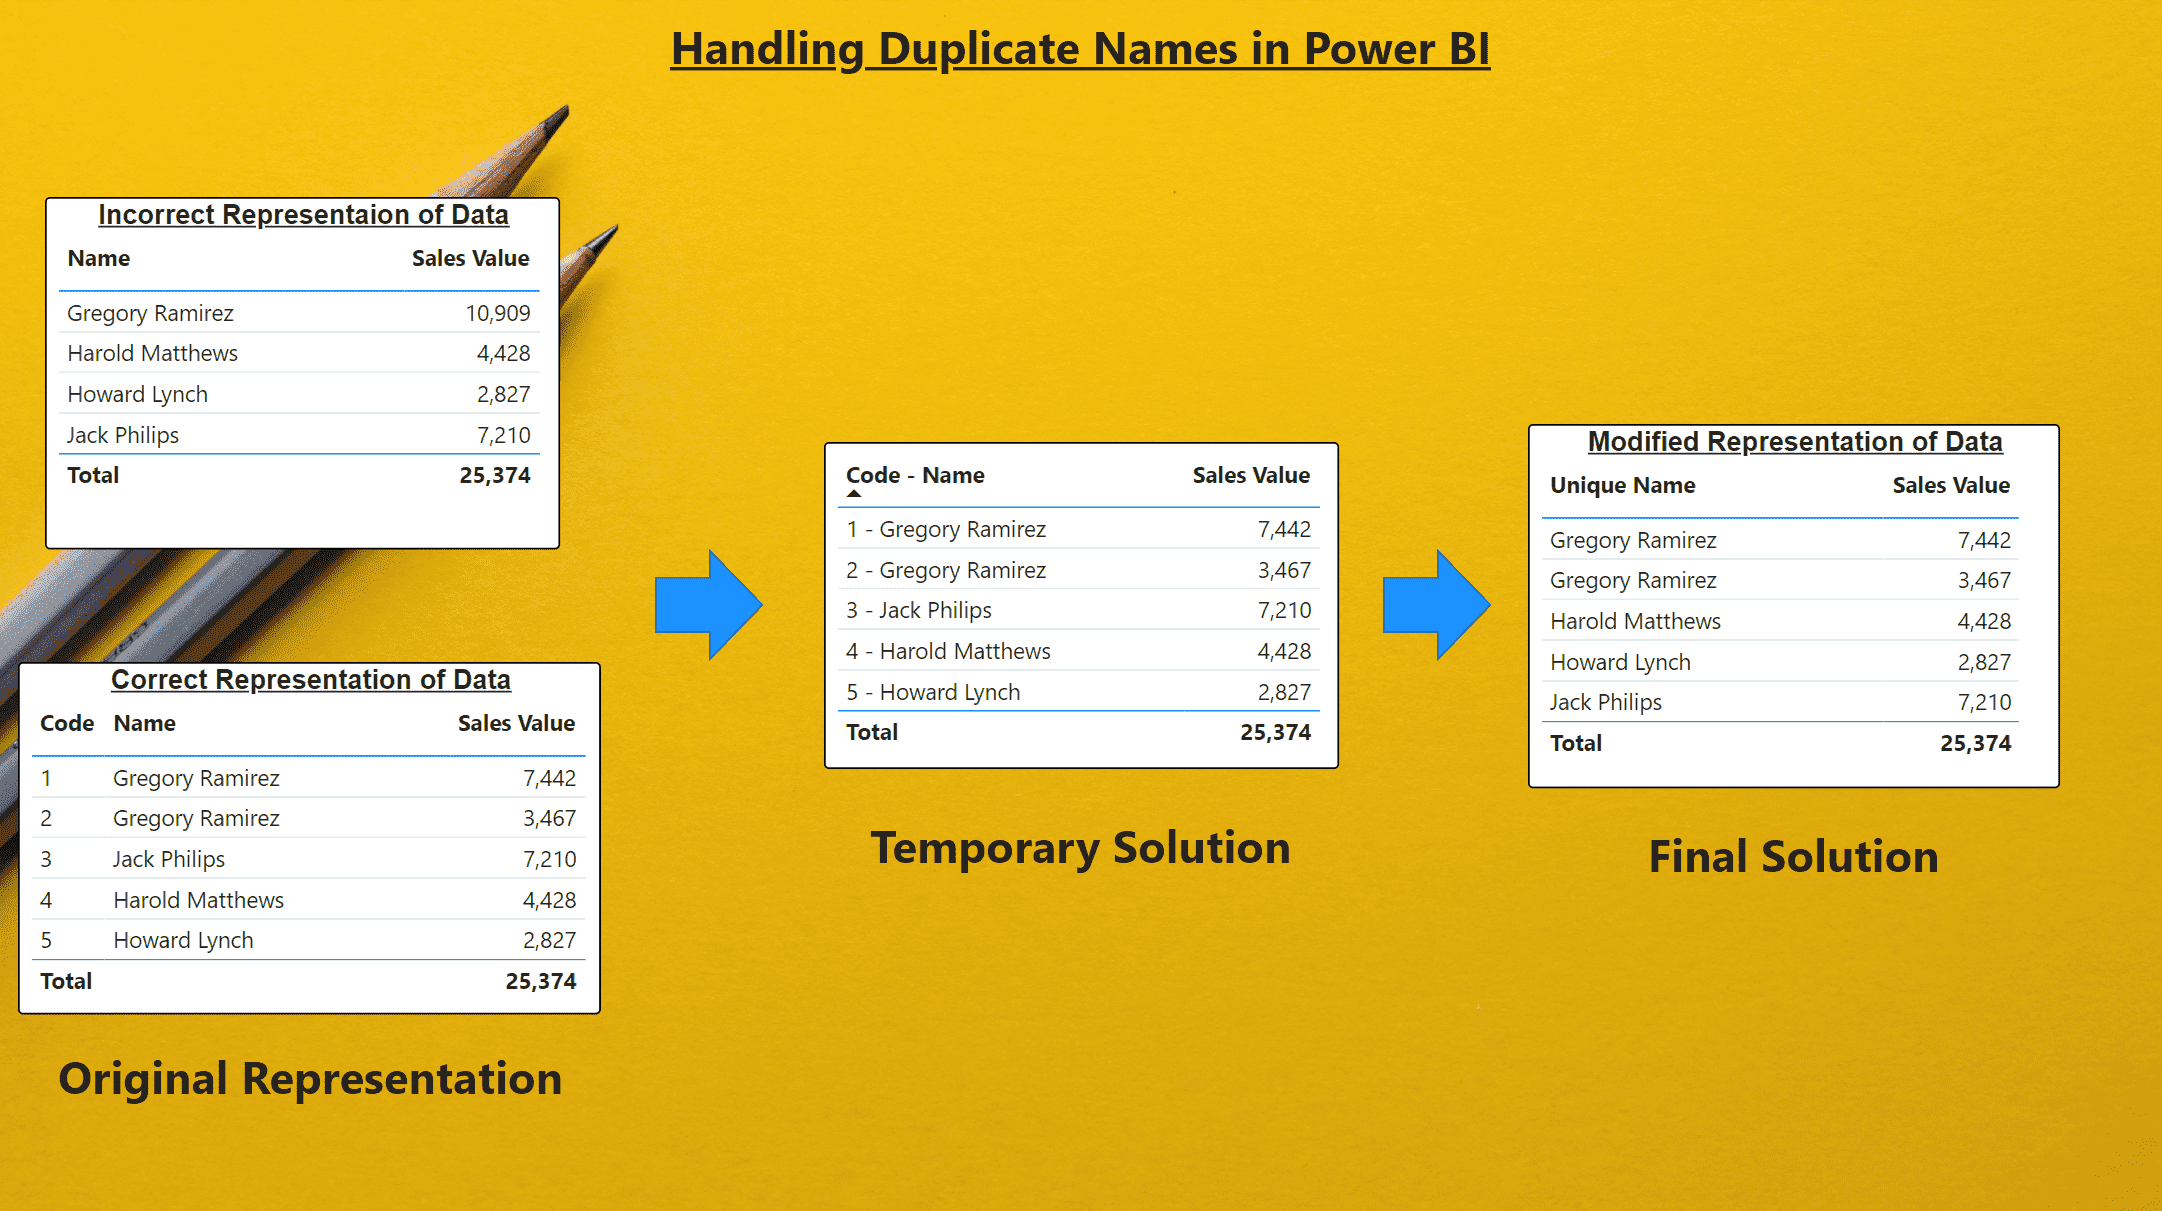 Handling Duplicate Names in Power BI
Incorrect Representaion of Data
Name Sales Value
Gregory Ramirez 10,909
Harold Matthews 4,428
Howard Lynch 2,827
Jack Philips 7,210
Total 25,374
Correct Representation of Data
Code Name Sales Value
1 Gregory Ramirez 7,442
2 Gregory Ramirez 3,467
3 Jack Philips 7,210
4 Harold Matthews 4,428
5 Howard Lynch 2,827
Total 25,374
Original Representation
Code - Name Sales Value
1 - Gregory Ramirez 7,442
2 - Gregory Ramirez 3,467
3 - Jack Philips 7,210
4 - Harold Matthews 4,428
5 - Howard Lynch 2,827
Total 25,374
Temporary Solution
Modified Representation of Data
Unique Name Sales Value
Gregory Ramirez 7,442
Gregory Ramirez 3,467
Harold Matthews 4,428
Howard Lynch 2,827
Jack Philips 7,210
Total 25,374
Final Solution